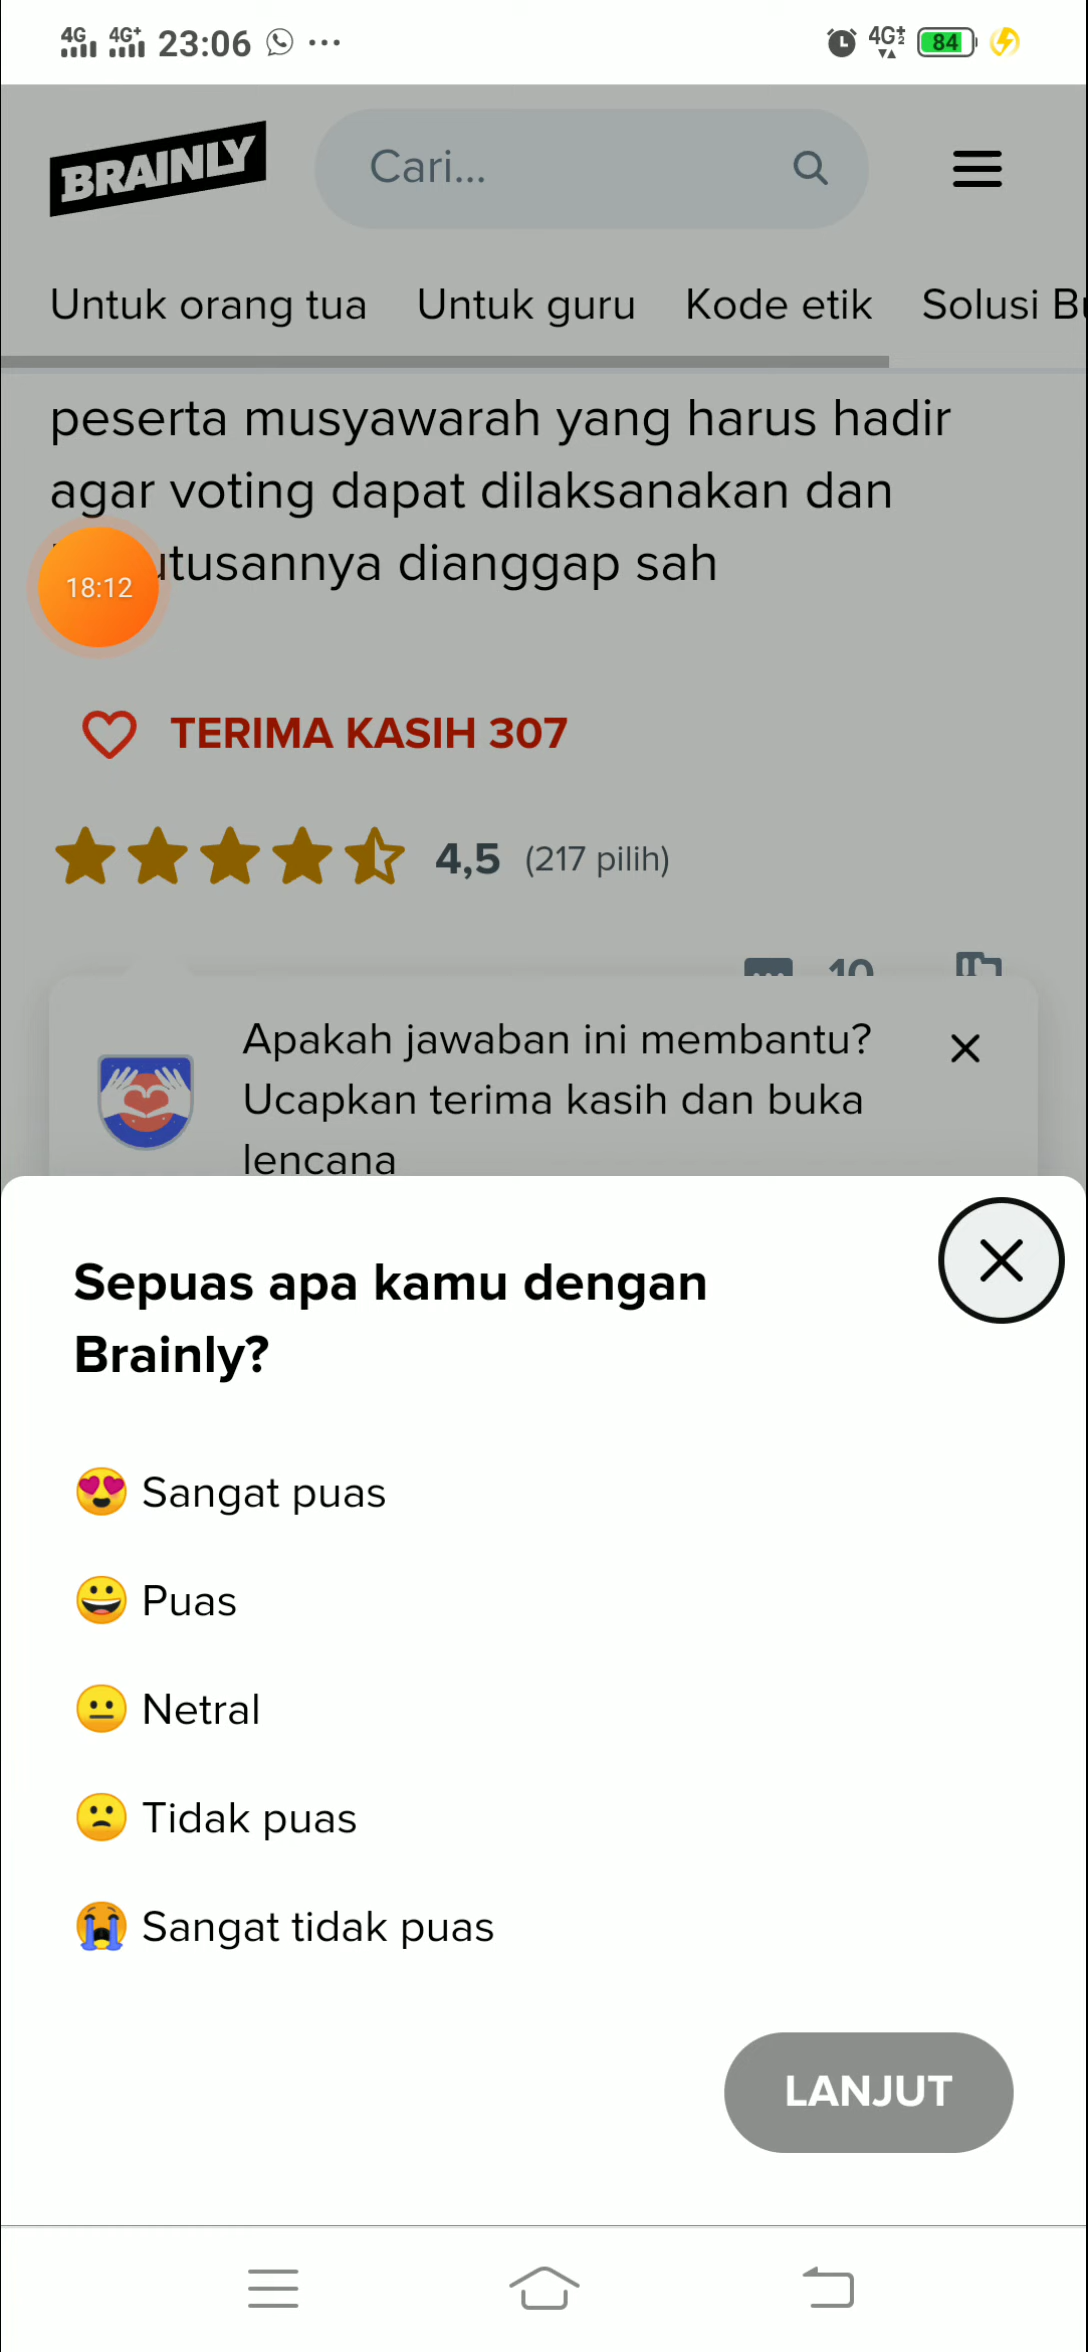 4G 4G+ 23:06 4G+2 84
BRAINLY Cari...
Untuk orang tua Untuk guru Kode etik Solusi
peserta musyawarah yang harus hadir
agar voting dapat dilaksanakan dan
dianggap sah
18:12
TERIMA KASIH 307
4,5 (217 pilih)
10
Apakah jawaban ini membantu?
Ucapkan terima kasih dan buka
lencana
Sepuas apa kamu dengan
Brainly?
Sangat puas
Puas
Netral
Tidak puas
Sangat tidak puas
LANJUT